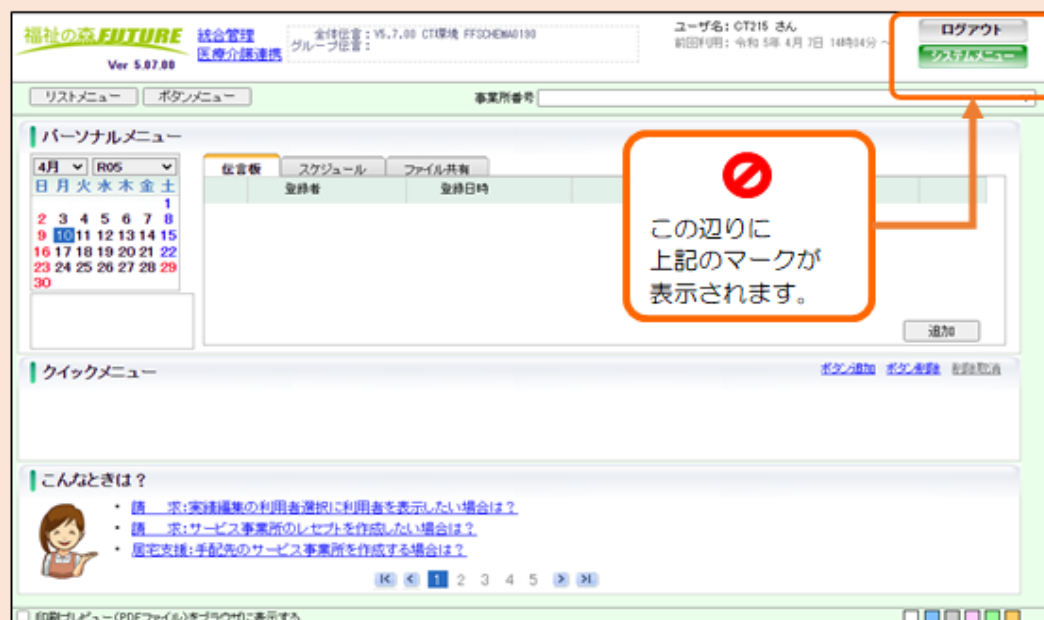 福祉の森FUTURE
Ver 5.07.00
統合管理
医療介護連携
全体伝言：V5.7.00 CTI環境 FFSCHEMA0190
グループ伝言：
ユーザ名：CT215 さん
前回利用：令和 5年 4月 7日 14時04分 ～
ログアウト
システムメニュー
リストメニュー ボタンメニュー
事業所番号
パーソナルメニュー
4月 R05
日 月 火 水 木 金 土
1
2 3 4 5 6 7 8
9 10 11 12 13 14 15
16 17 18 19 20 21 22
23 24 25 26 27 28 29
30
伝言板 スケジュール ファイル共有
登録者 登録日時
この辺りに
上記のマークが
表示されます。
追加
クイックメニュー
ボタン追加 ボタン削除 削除取消
こんなときは？
・ 請 求：実績編集の利用者選択に利用者を表示したい場合は？
・ 請 求：サービス事業所のレセプトを作成したい場合は？
・ 居宅支援：手配先のサービス事業所を作成する場合は？
1 2 3 4 5
印刷プレビュー(PDFファイル)をブラウザに表示する